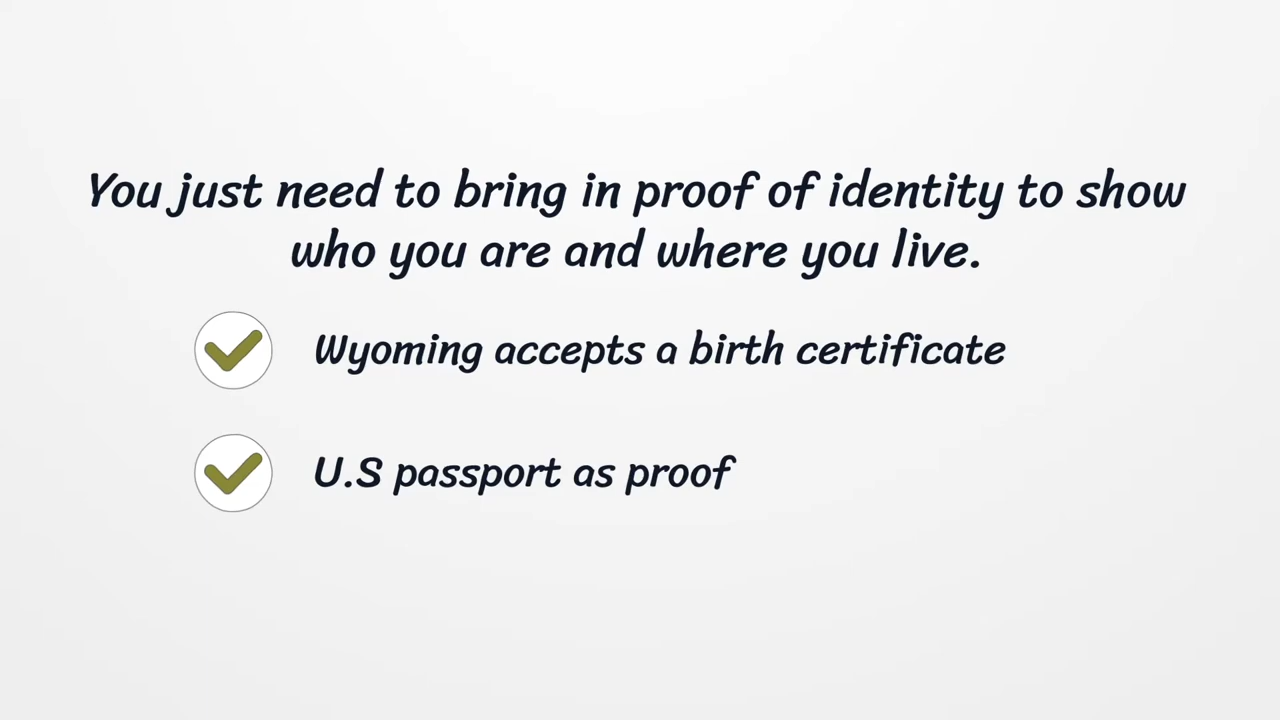 You just need to bring in proof of identity to show
who you are and where you live.
Wyoming accepts a birth certificate
U.S passport as proof